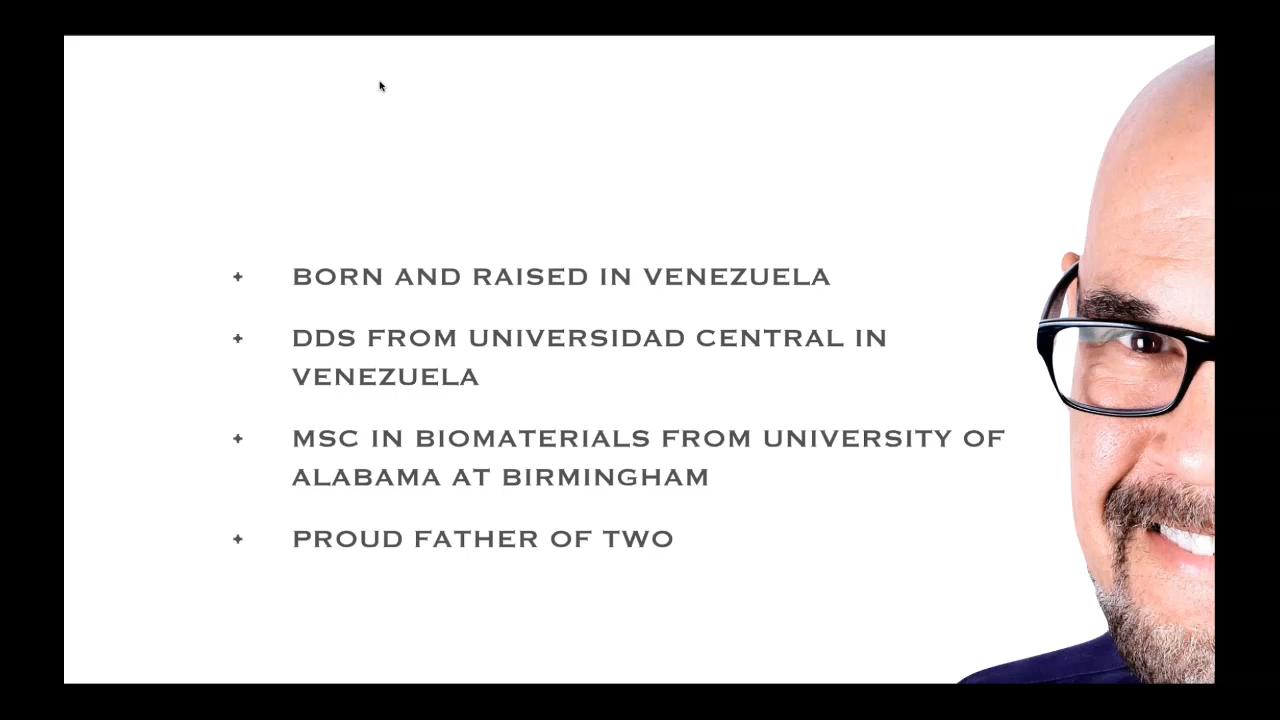 + BORN AND RAISED IN VENEZUELA
+ DDS FROM UNIVERSIDAD CENTRAL IN
VENEZUELA
+ MSC IN BIOMATERIALS FROM UNIVERSITY OF
ALABAMA AT BIRMINGHAM
+ PROUD FATHER OF TWO